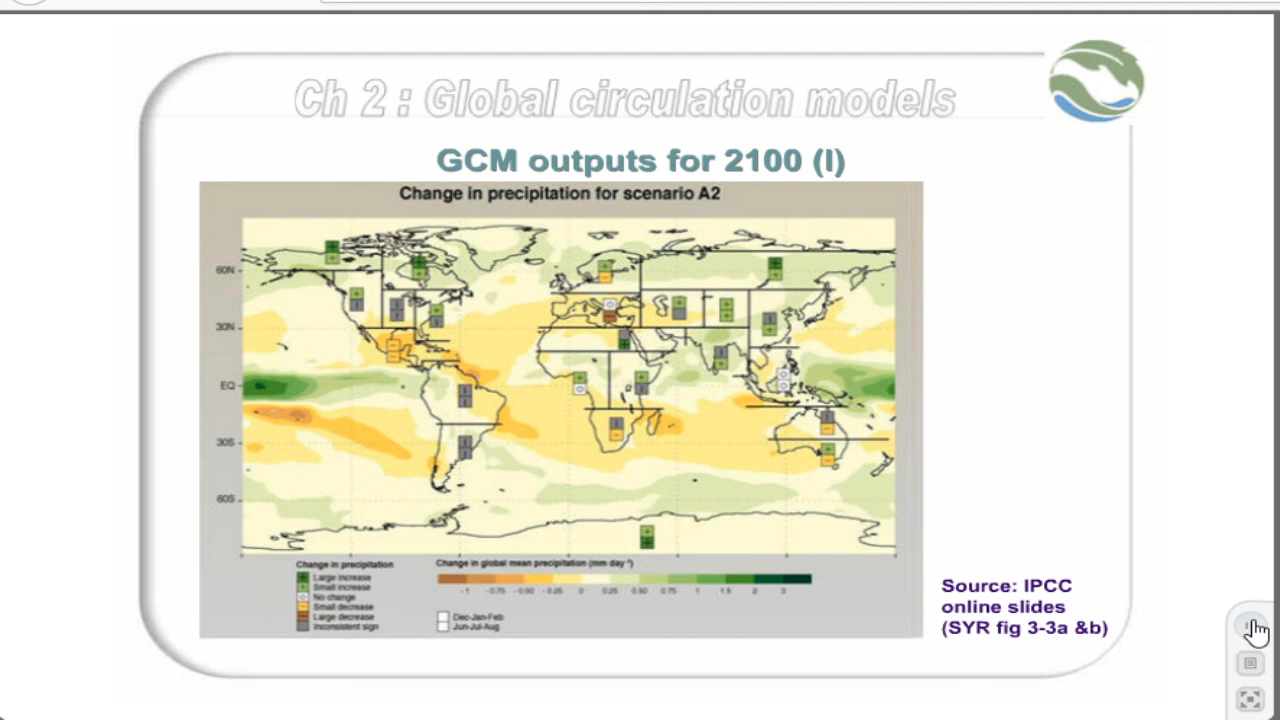 Ch 2 : Global circulation models
GCM outputs for 2100 (I)
Change in precipitation for scenario A2
60N
30N
EQ
30S
60S
Change in precipitation
Large increase
Small increase
No change
Small decrease
Large decrease
Inconsistent sign
Change in global mean precipitation (mm day⁻¹)
-1 -0.75 -0.50 -0.25 0 0.25 0.50 0.75 1 1.5 2 3
Dec-Jan-Feb
Jun-Jul-Aug
Source: IPCC
online slides
(SYR fig 3-3a &b)